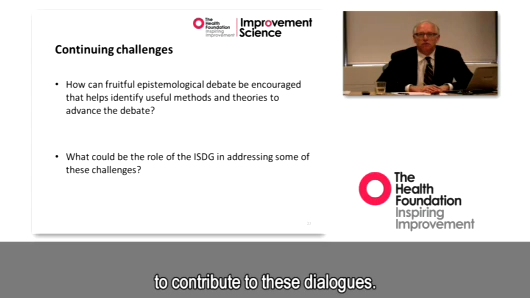 The
Health
Foundation
Inspiring
Improvement
Improvement
Science
Continuing challenges
• How can fruitful epistemological debate be encouraged
that helps identify useful methods and theories to
advance the debate?
• What could be the role of the ISDG in addressing some of
these challenges?
The
Health
Foundation
Inspiring
Improvement
to contribute to these dialogues.